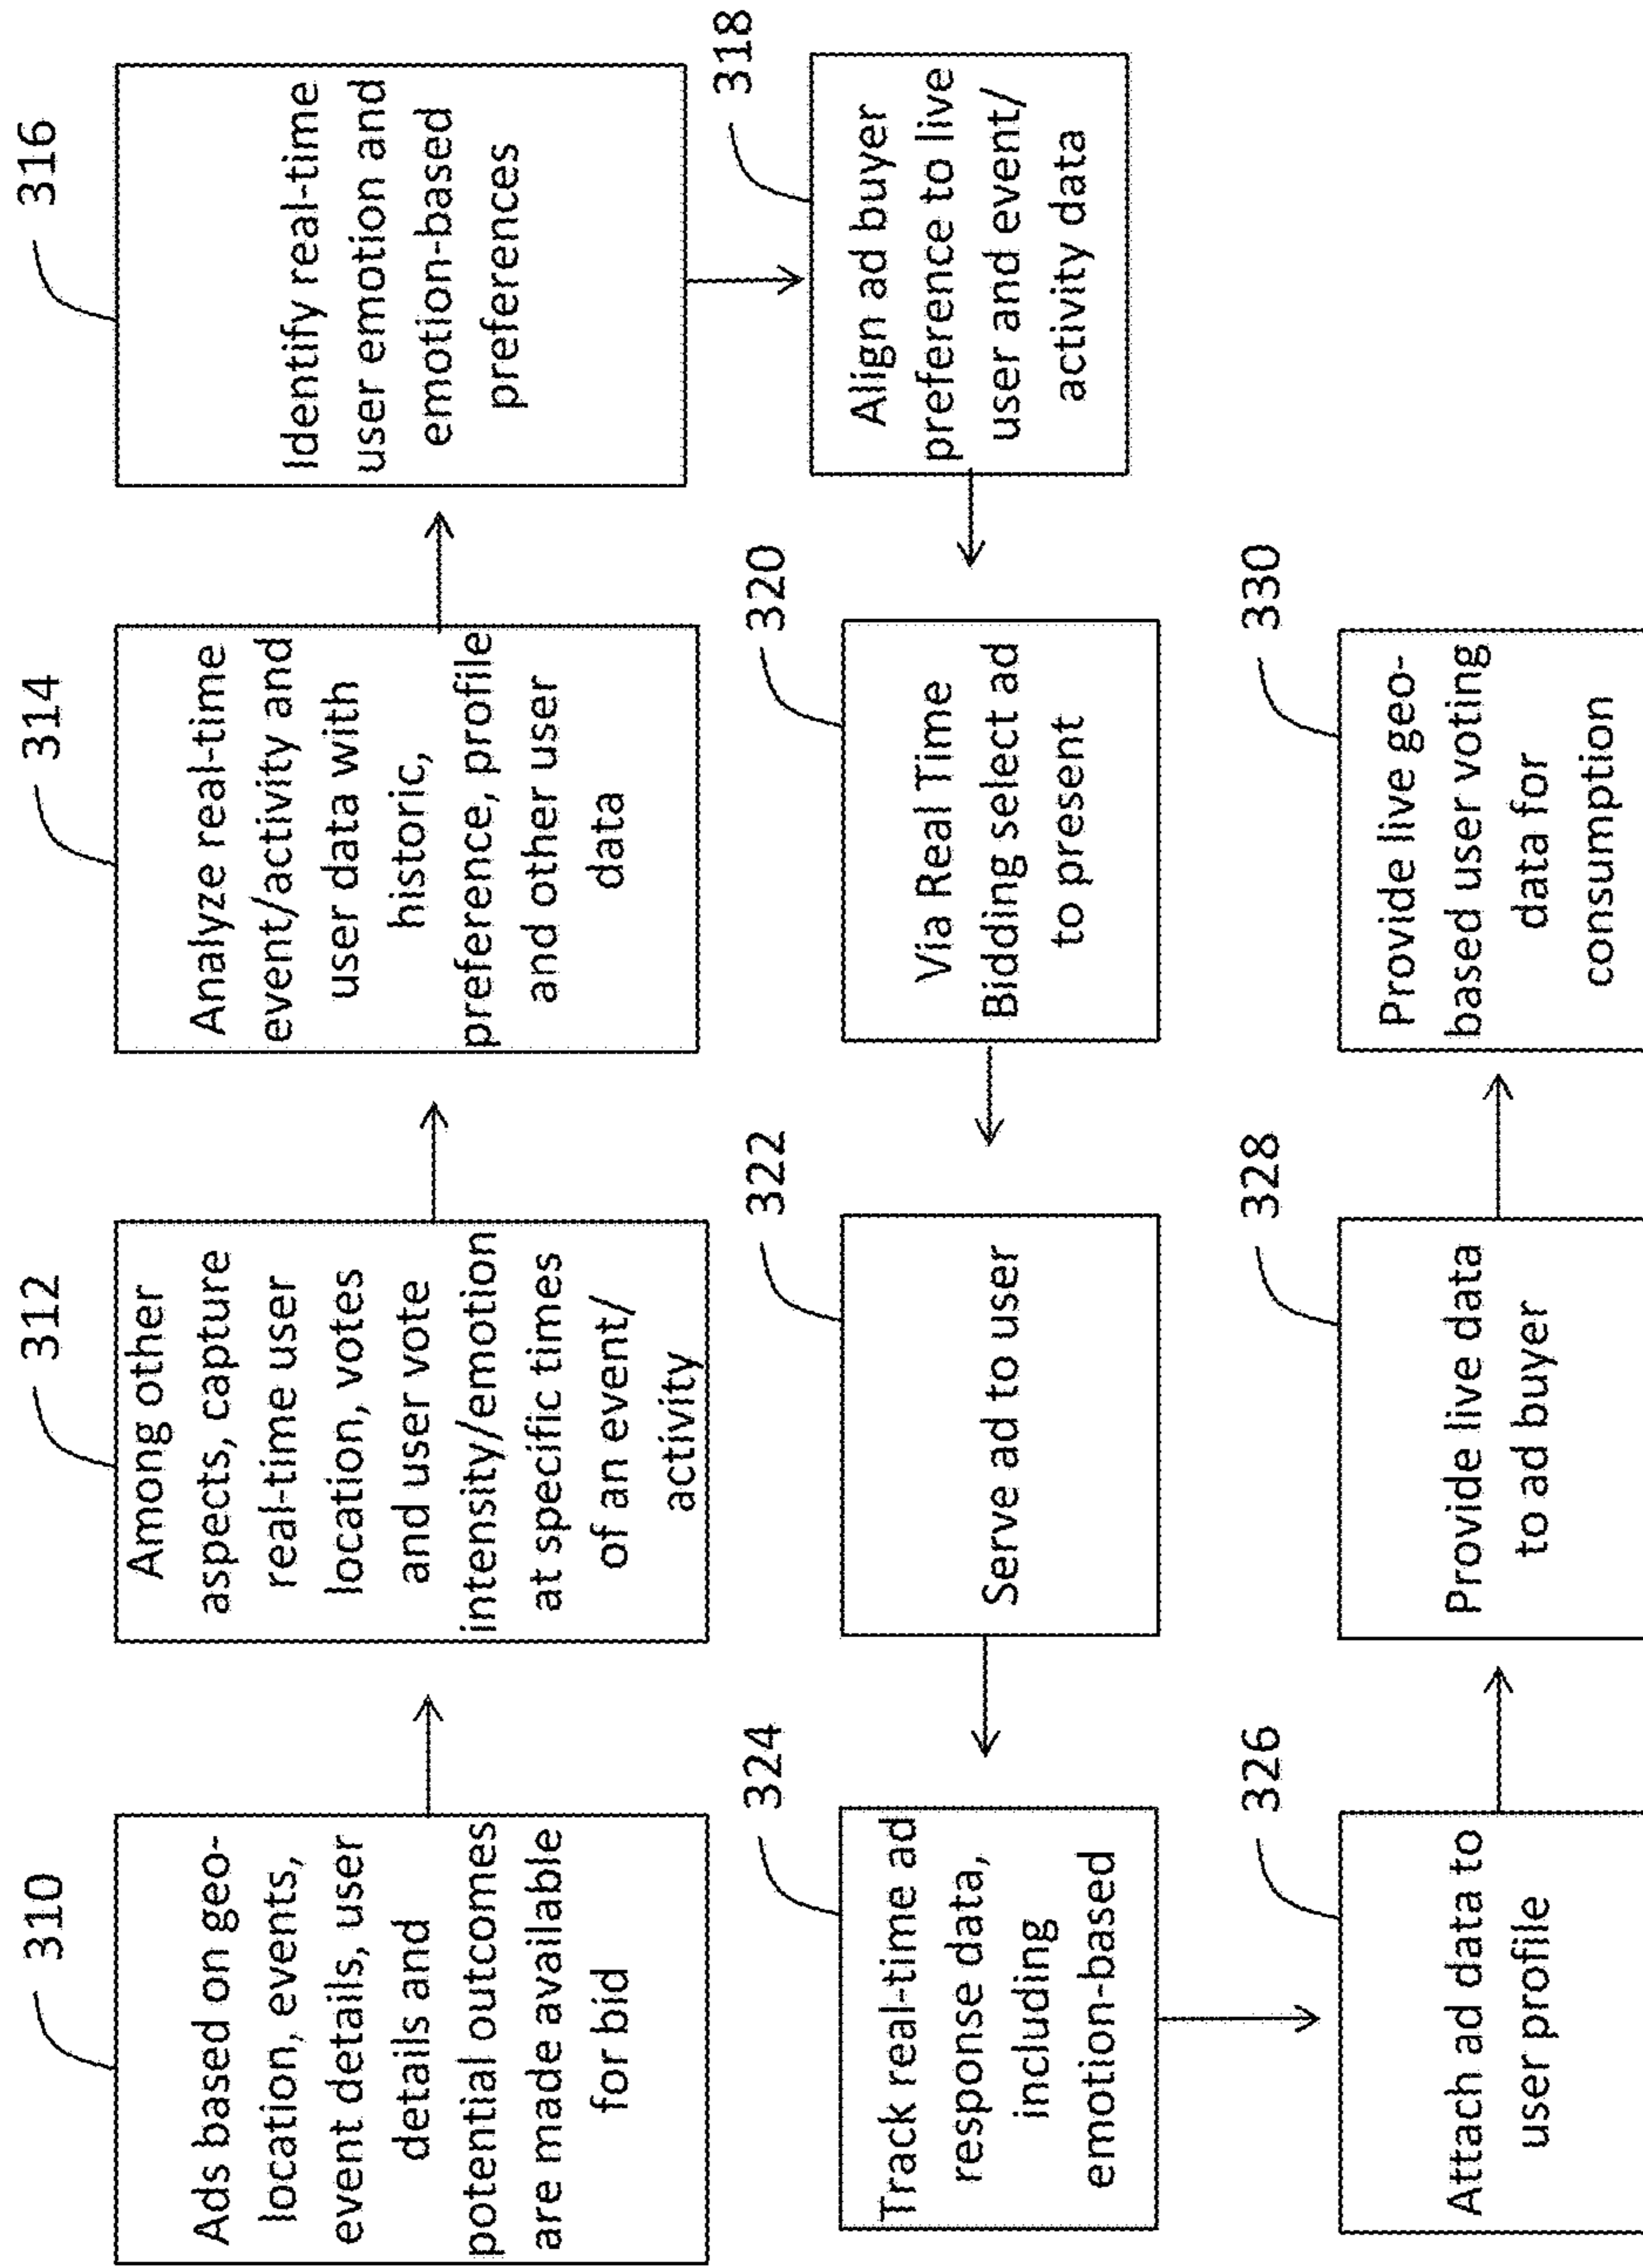 310
Ads based on geo-
location, events,
event details, user
details and
potential outcomes
are made available
for bid
312
Among other
aspects, capture
real-time user
location, votes
and user vote
intensity/emotion
at specific times
of an event/
activity
314
Analyze real-time
event/activity and
user data with
historic,
preference, profile
and other user
data
316
Identify real-time
user emotion and
emotion-based
preferences
318
Align ad buyer
preference to live
user and event/
activity data
320
Via Real Time
Bidding select ad
to present
322
Serve ad to user
324
Track real-time ad
response data,
including
emotion-based
326
Attach ad data to
user profile
328
Provide live data
to ad buyer
330
Provide live geo-
based user voting
data for
consumption